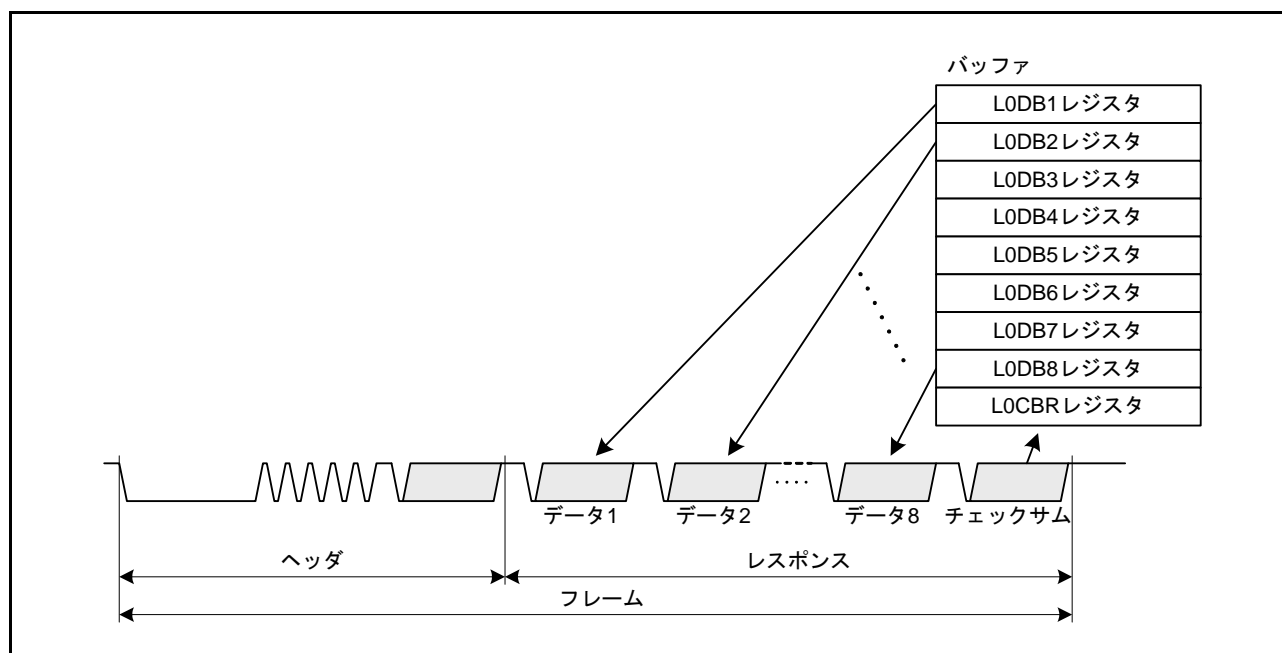 バッファ
L0DB1レジスタ
L0DB2レジスタ
L0DB3レジスタ
L0DB4レジスタ
L0DB5レジスタ
L0DB6レジスタ
L0DB7レジスタ
L0DB8レジスタ
L0CBRレジスタ
データ1
データ2
データ8
チェックサム
ヘッダ
レスポンス
フレーム